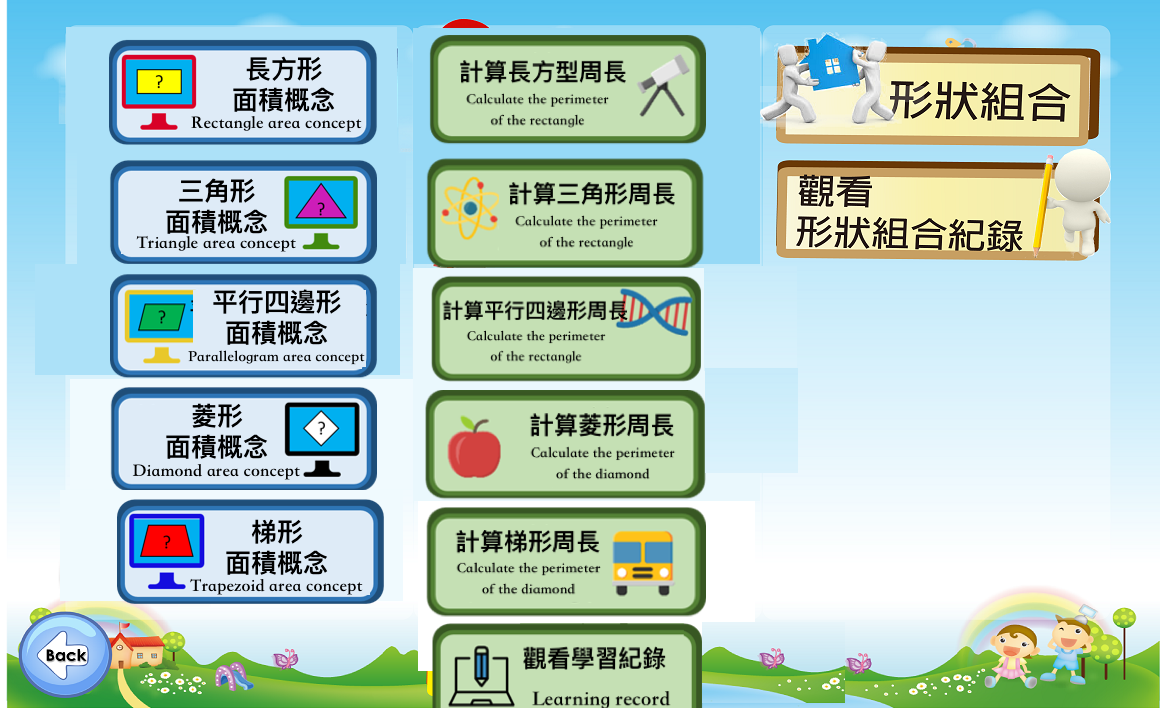 ?
長方形
面積概念
Rectangle area concept
三角形
面積概念
Triangle area concept
?
?
平行四邊形
面積概念
Parallelogram area concept
菱形
面積概念
Diamond area concept
?
?
梯形
面積概念
Trapezoid area concept
Back
計算長方型周長
Calculate the perimeter
of the rectangle
計算三角形周長
Calculate the perimeter
of the rectangle
計算平行四邊形周長
Calculate the perimeter
of the rectangle
計算菱形周長
Calculate the perimeter
of the diamond
計算梯形周長
Calculate the perimeter
of the diamond
觀看學習紀錄
Learning record
形狀組合
觀看
形狀組合紀錄